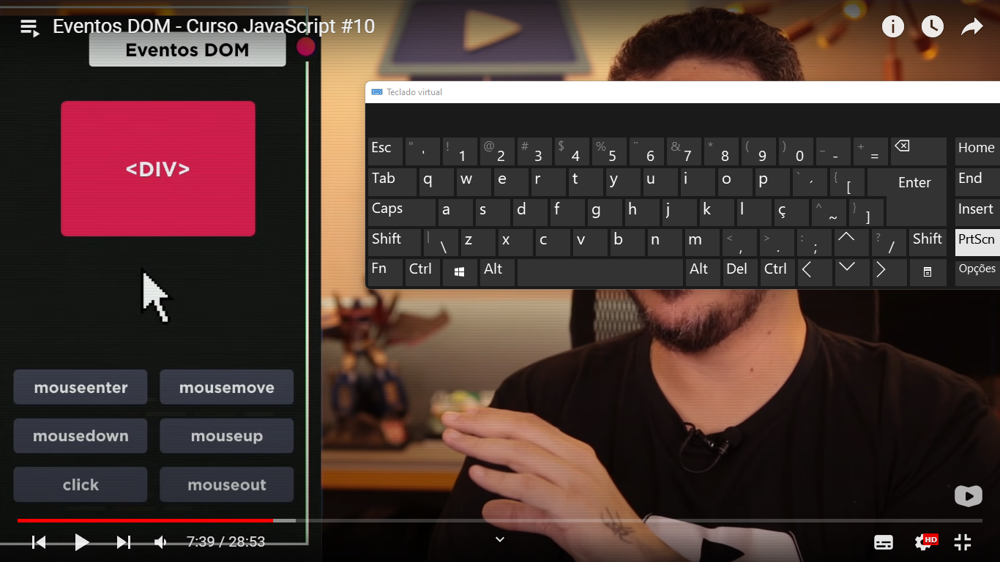 Eventos DOM - Curso JavaScript #10
Eventos DOM
<DIV>
mouseenter mousemove
mousedown mouseup
click mouseout
Teclado virtual
Esc " ' ! 1 @ 2 # 3 $ 4 % 5 ¨ 6 & 7 * 8 ( 9 ) 0 _ - + = Home
Tab q w e r t y u i o p ` ´ { [ Enter End
Caps a s d f g h j k l ç ^ ~ } ] Insert
Shift | \ z x c v b n m < , > . : ; ? / Shift PrtScn
Fn Ctrl Alt Alt Del Ctrl Opções
7:39 / 28:53
HD